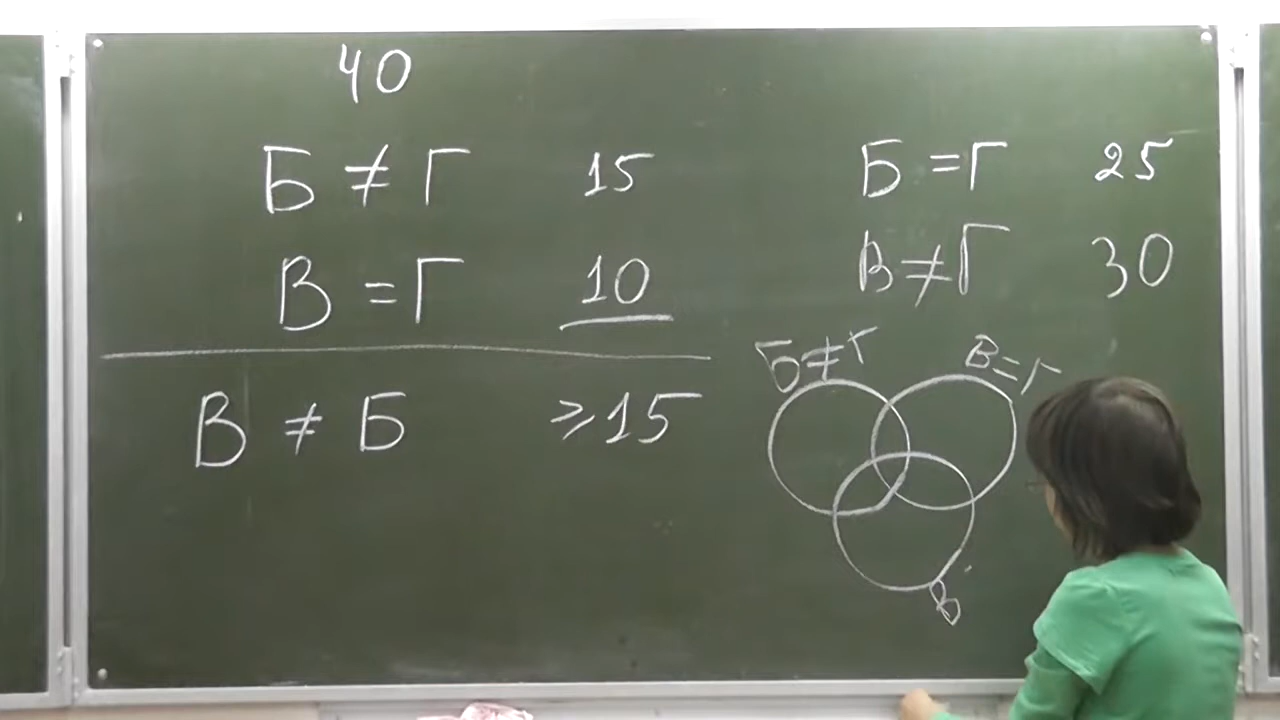 40
Б ≠ Г 15
В = Г 10
В ≠ Б ≥15
Б = Г 25
В ≠ Г 30
Б ≠ Г
В = Г
В